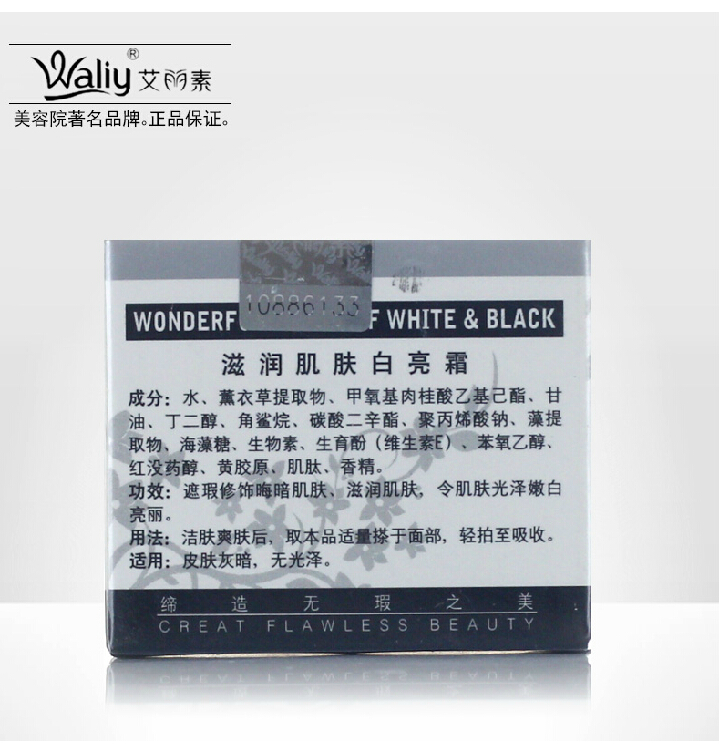 Waliy® 艾丽素
美容院著名品牌。正品保证。
10886133
WHITE & BLACK
滋润肌肤白亮霜
成分：水、薰衣草提取物、甲氧基肉桂酸乙基己酯、甘
油、丁二醇、角鲨烷、碳酸二辛酯、聚丙烯酸钠、藻提
取物、海藻糖、生物素、生育酚（维生素E）、苯氧乙醇、
红没药醇、黄胶原、肌肽、香精。
功效：遮瑕修饰晦暗肌肤、滋润肌肤，令肌肤光泽嫩白
亮丽。
用法：洁肤爽肤后，取本品适量搽于面部，轻拍至吸收。
适用：皮肤灰暗，无光泽。
缔造无瑕之美
CREAT FLAWLESS BEAUTY